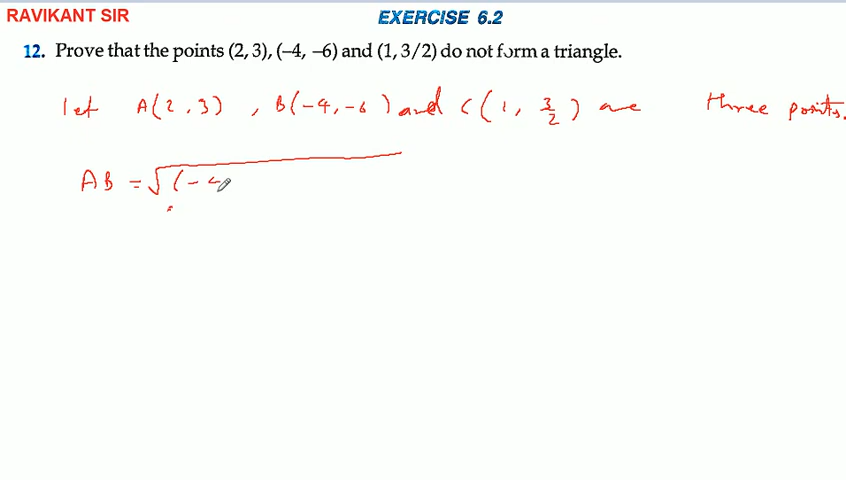 RAVIKANT SIR
EXERCISE 6.2
12. Prove that the points (2, 3), (–4, –6) and (1, 3/2) do not form a triangle.
let A(2, 3) , B(-4, -6) and C(1, 3/2) are three points.
AB = √(-4